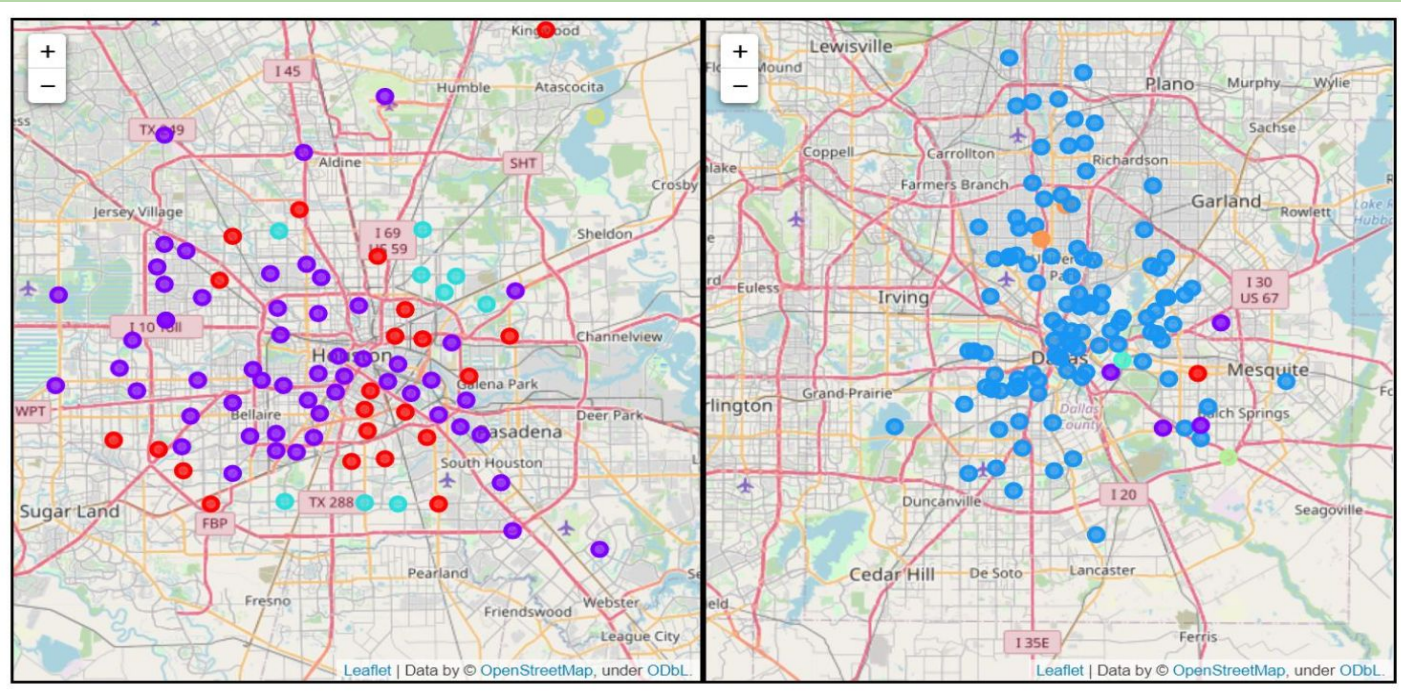 +
−
Kingwood
I 45
Humble
Atascocita
TX 249
Aldine
SHT
Crosby
Jersey Village
I 69
US 59
Sheldon
I 10 Toll
Channelview
Houston
Galena Park
WPT
Bellaire
Deer Park
Pasadena
South Houston
Sugar Land
TX 288
FBP
Pearland
Fresno
Friendswood
Webster
League City
Leaflet | Data by © OpenStreetMap, under ODbL.
+
−
Lewisville
Mound
Plano
Murphy
Wylie
Sachse
Coppell
Carrollton
Richardson
Farmers Branch
Garland
Rowlett
Lake
Euless
Irving
I 30
US 67
Dallas
Mesquite
Grand-Prairie
rlington
Dallas
County
Balch Springs
Duncanville
I 20
Seagoville
Cedar Hill
De Soto
Lancaster
I 35E
Ferris
Leaflet | Data by © OpenStreetMap, under ODbL.